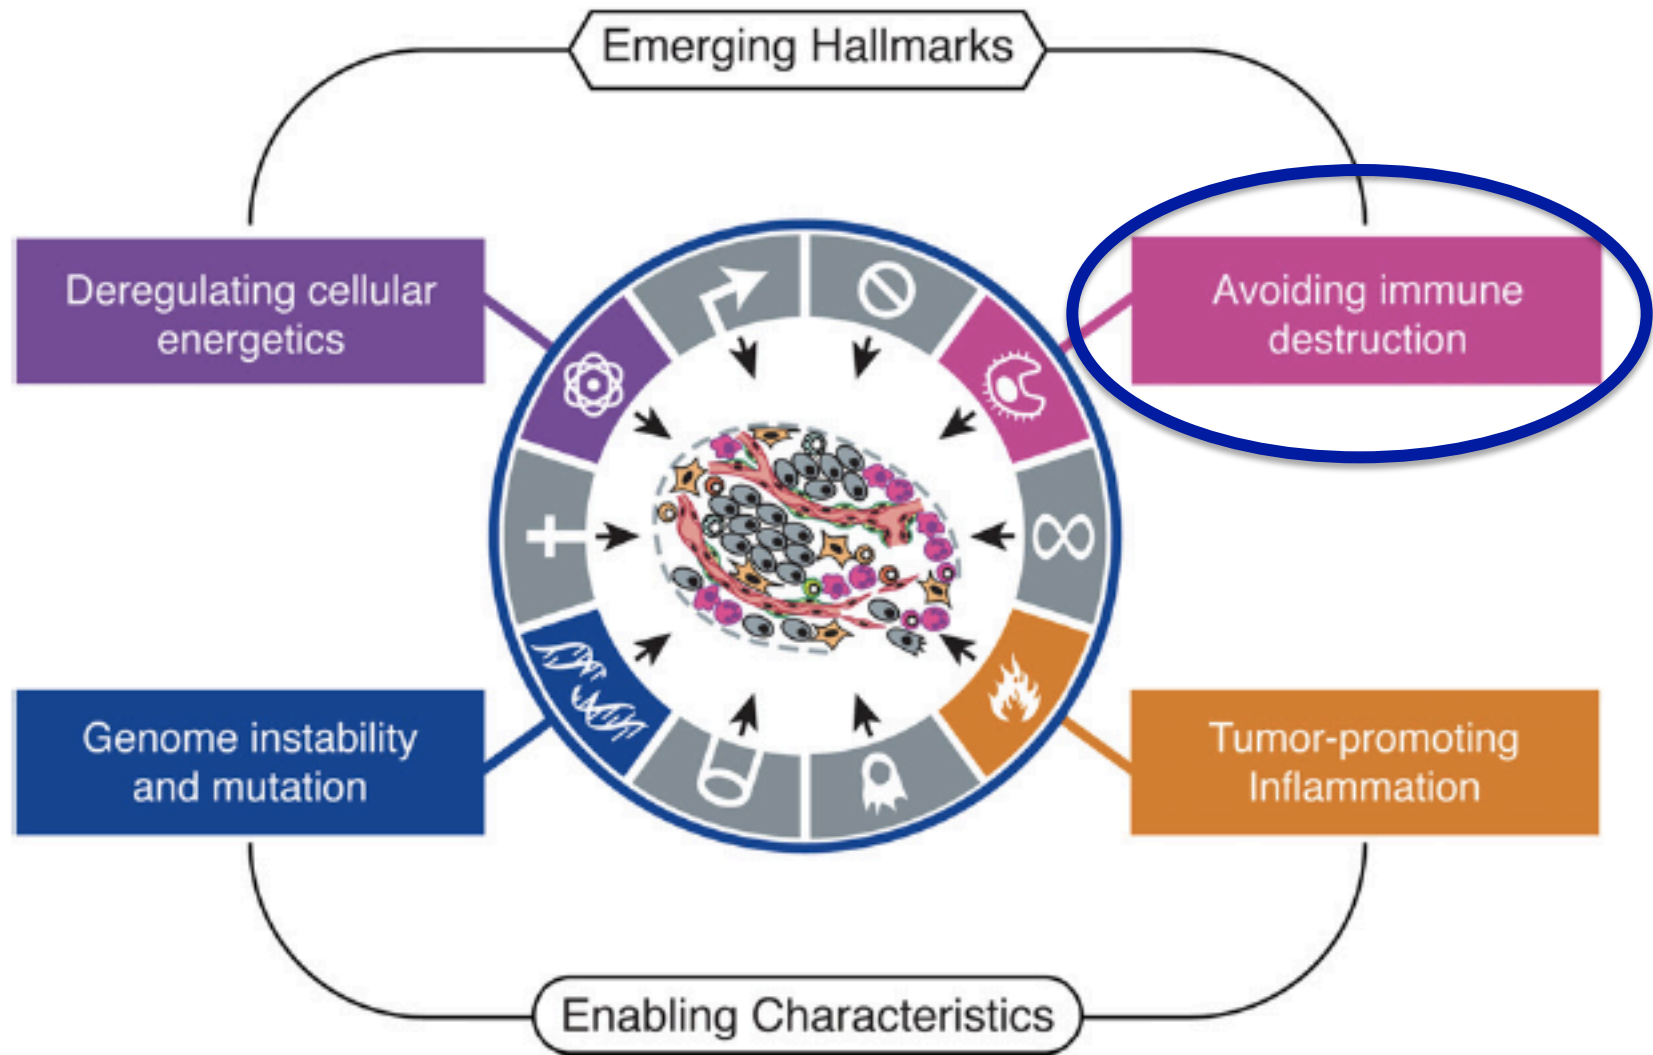 Emerging Hallmarks
Deregulating cellular
energetics
Avoiding immune
destruction
Genome instability
and mutation
Tumor-promoting
Inflammation
Enabling Characteristics